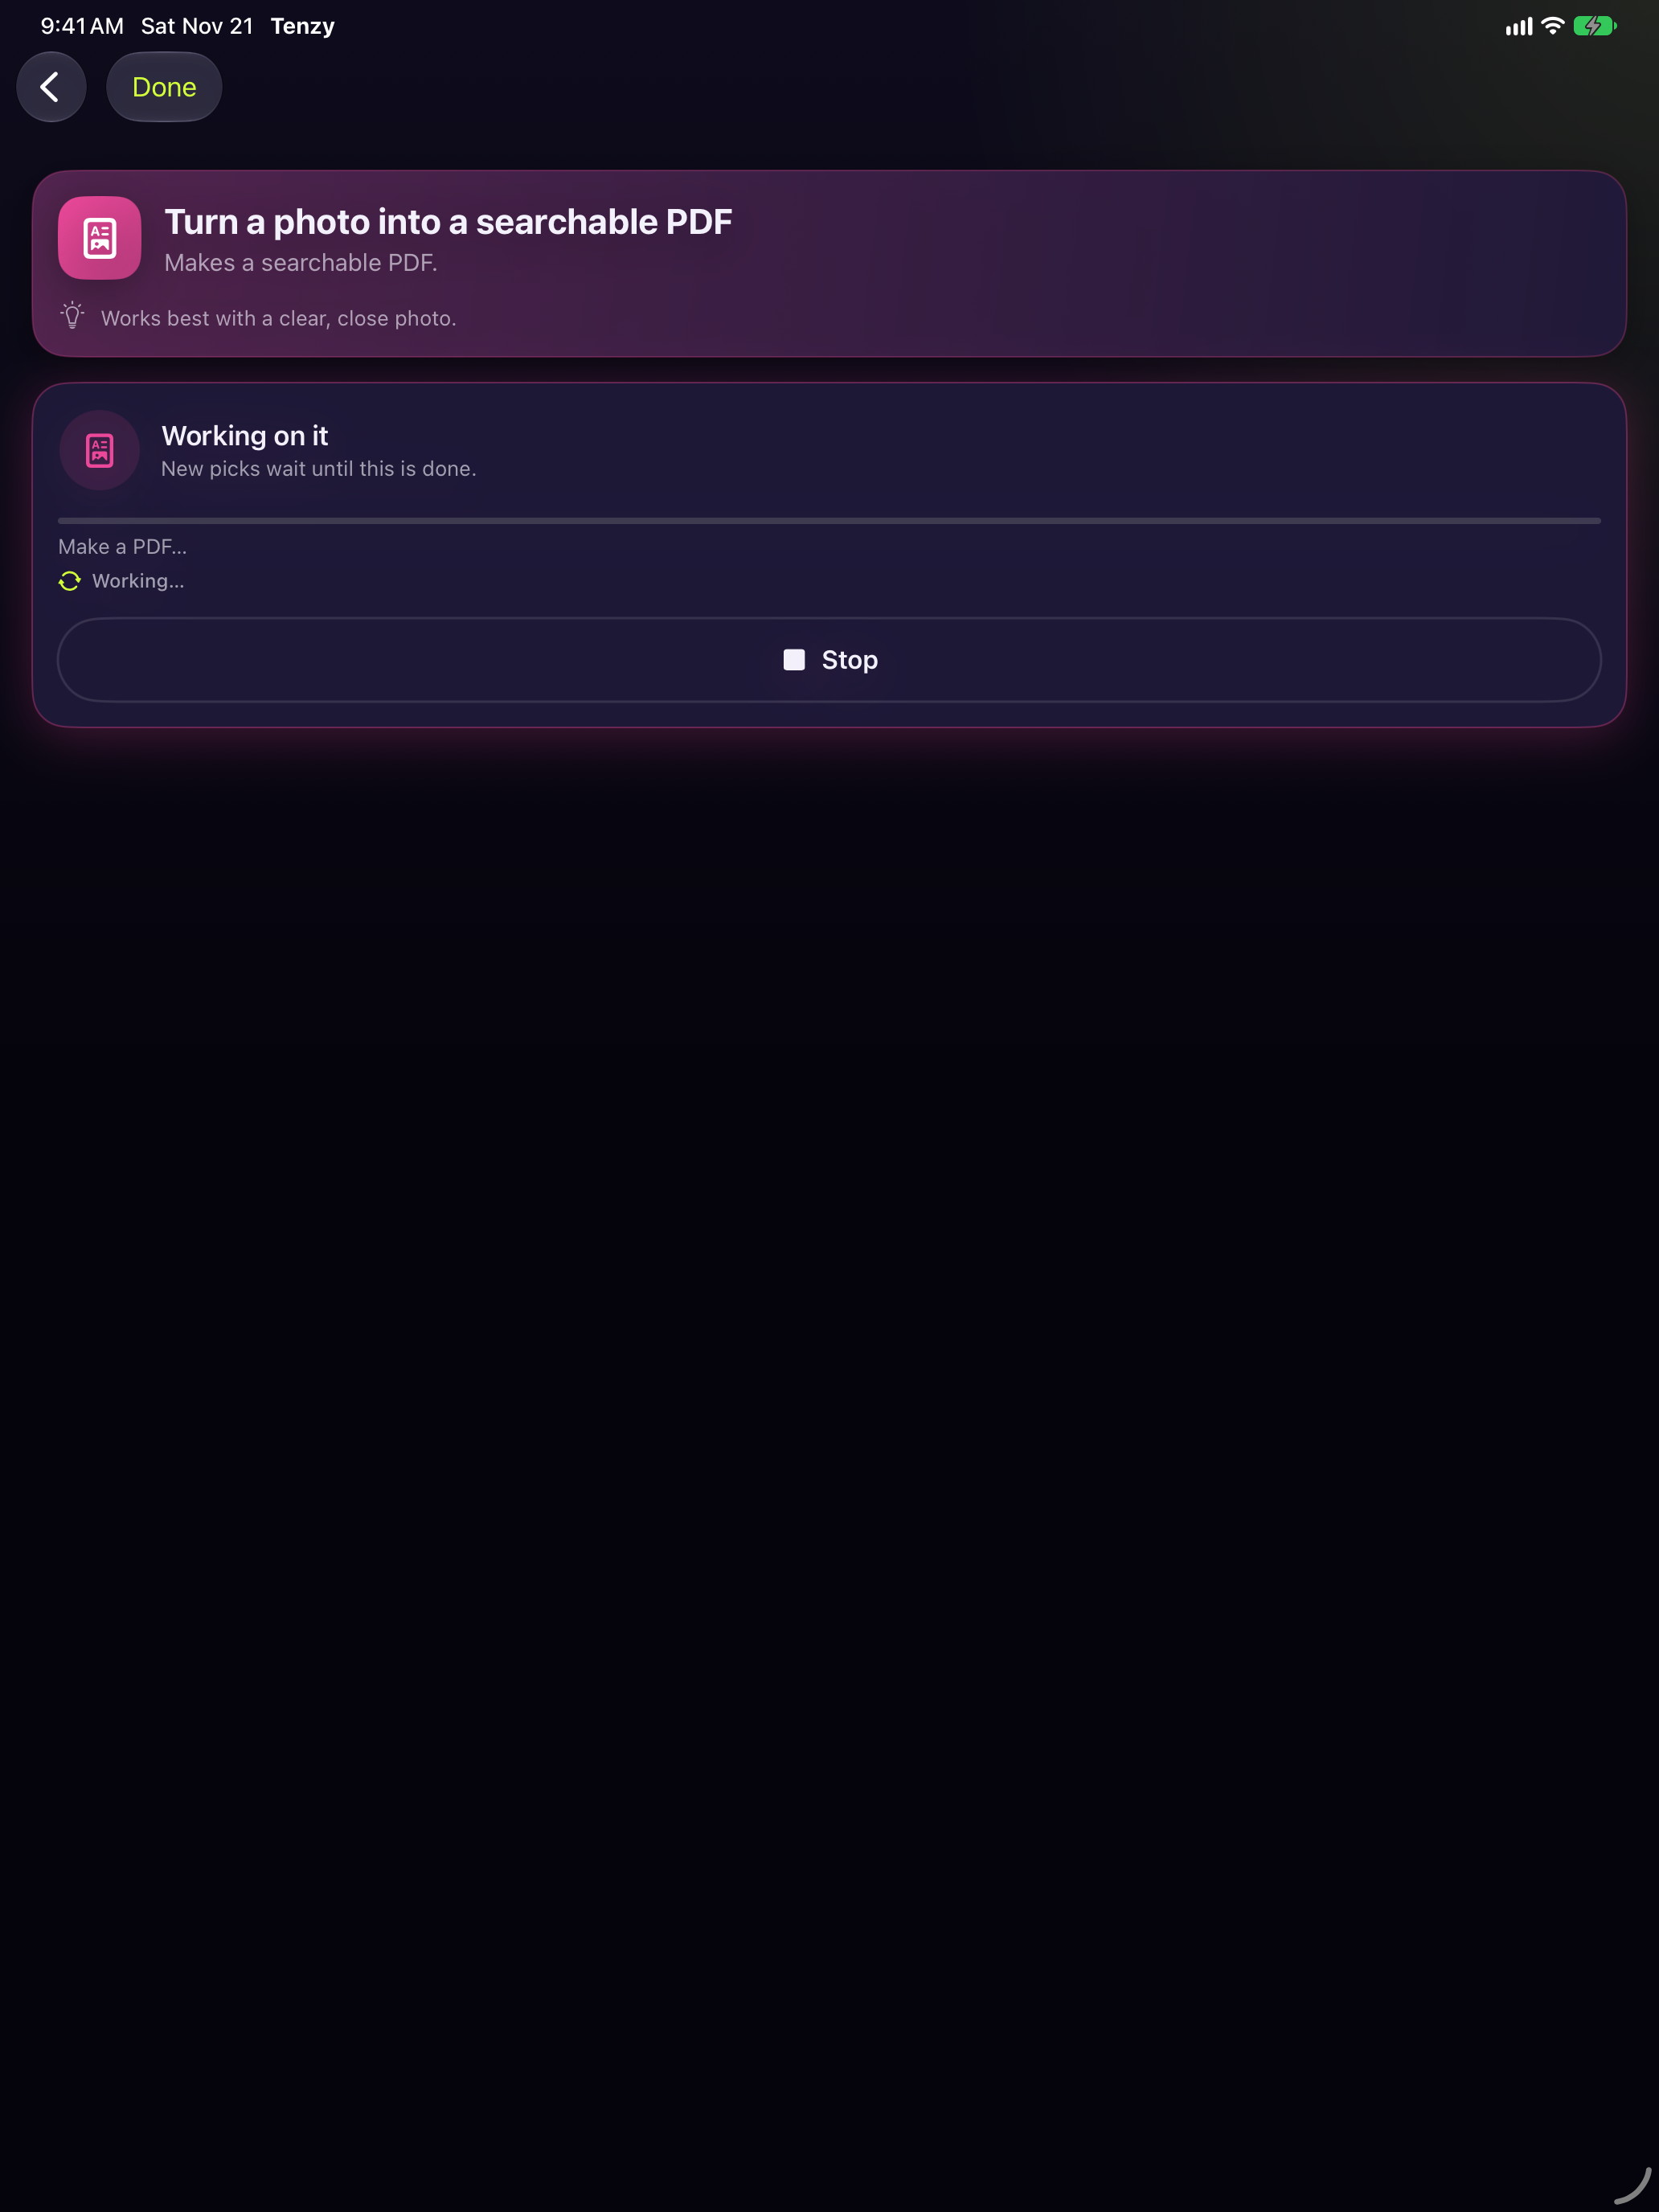 9:41 AM Sat Nov 21 Tenzy
Done
Turn a photo into a searchable PDF
Makes a searchable PDF.
Works best with a clear, close photo.
Working on it
New picks wait until this is done.
Make a PDF...
Working...
Stop